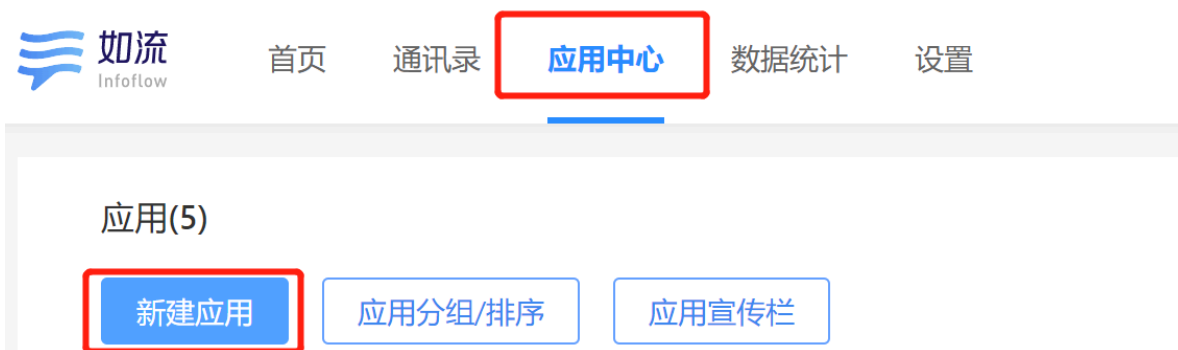 如流 首页 通讯录 应用中心 数据统计 设置
Infoflow
应用(5)
新建应用 应用分组/排序 应用宣传栏